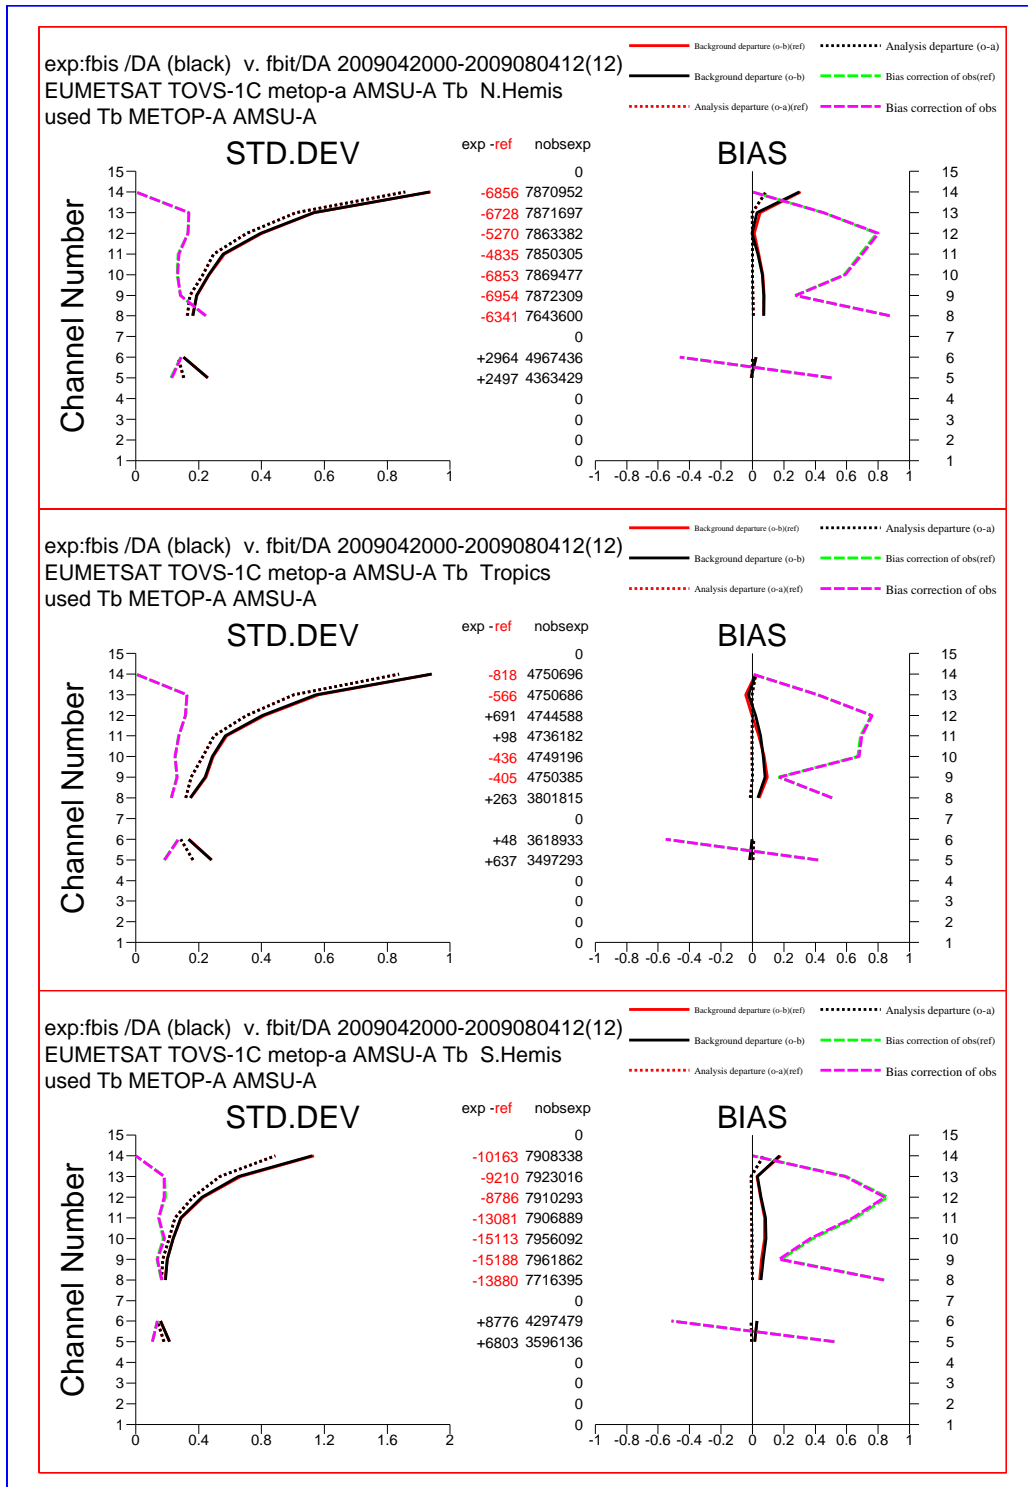 exp:fbis /DA (black) v. fbit/DA 2009042000-2009080412(12)
EUMETSAT TOVS-1C metop-a AMSU-A Tb N.Hemis
used Tb METOP-A AMSU-A
Background departure (o-b)(ref)
Background departure (o-b)
Analysis departure (o-a)(ref)
Analysis departure (o-a)
Bias correction of obs(ref)
Bias correction of obs
STD.DEV
exp -ref nobsexp
BIAS
Channel Number
15 0 15
14 -6856 7870952 14
13 -6728 7871697 13
12 -5270 7863382 12
11 -4835 7850305 11
10 -6853 7869477 10
9 -6954 7872309 9
8 -6341 7643600 8
7 0 7
6 +2964 4967436 6
5 +2497 4363429 5
4 0 4
3 0 3
2 0 2
1 0 1
0 0.2 0.4 0.6 0.8 1
-1 -0.8 -0.6 -0.4 -0.2 0 0.2 0.4 0.6 0.8 1
exp:fbis /DA (black) v. fbit/DA 2009042000-2009080412(12)
EUMETSAT TOVS-1C metop-a AMSU-A Tb Tropics
used Tb METOP-A AMSU-A
Background departure (o-b)(ref)
Background departure (o-b)
Analysis departure (o-a)(ref)
Analysis departure (o-a)
Bias correction of obs(ref)
Bias correction of obs
STD.DEV
exp -ref nobsexp
BIAS
Channel Number
15 0 15
14 -818 4750696 14
13 -566 4750686 13
12 +691 4744588 12
11 +98 4736182 11
10 -436 4749196 10
9 -405 4750385 9
8 +263 3801815 8
7 0 7
6 +48 3618933 6
5 +637 3497293 5
4 0 4
3 0 3
2 0 2
1 0 1
0 0.2 0.4 0.6 0.8 1
-1 -0.8 -0.6 -0.4 -0.2 0 0.2 0.4 0.6 0.8 1
exp:fbis /DA (black) v. fbit/DA 2009042000-2009080412(12)
EUMETSAT TOVS-1C metop-a AMSU-A Tb S.Hemis
used Tb METOP-A AMSU-A
Background departure (o-b)(ref)
Background departure (o-b)
Analysis departure (o-a)(ref)
Analysis departure (o-a)
Bias correction of obs(ref)
Bias correction of obs
STD.DEV
exp -ref nobsexp
BIAS
Channel Number
15 0 15
14 -10163 7908338 14
13 -9210 7923016 13
12 -8786 7910293 12
11 -13081 7906889 11
10 -15113 7956092 10
9 -15188 7961862 9
8 -13880 7716395 8
7 0 7
6 +8776 4297479 6
5 +6803 3596136 5
4 0 4
3 0 3
2 0 2
1 0 1
0 0.4 0.8 1.2 1.6 2
-1 -0.8 -0.6 -0.4 -0.2 0 0.2 0.4 0.6 0.8 1